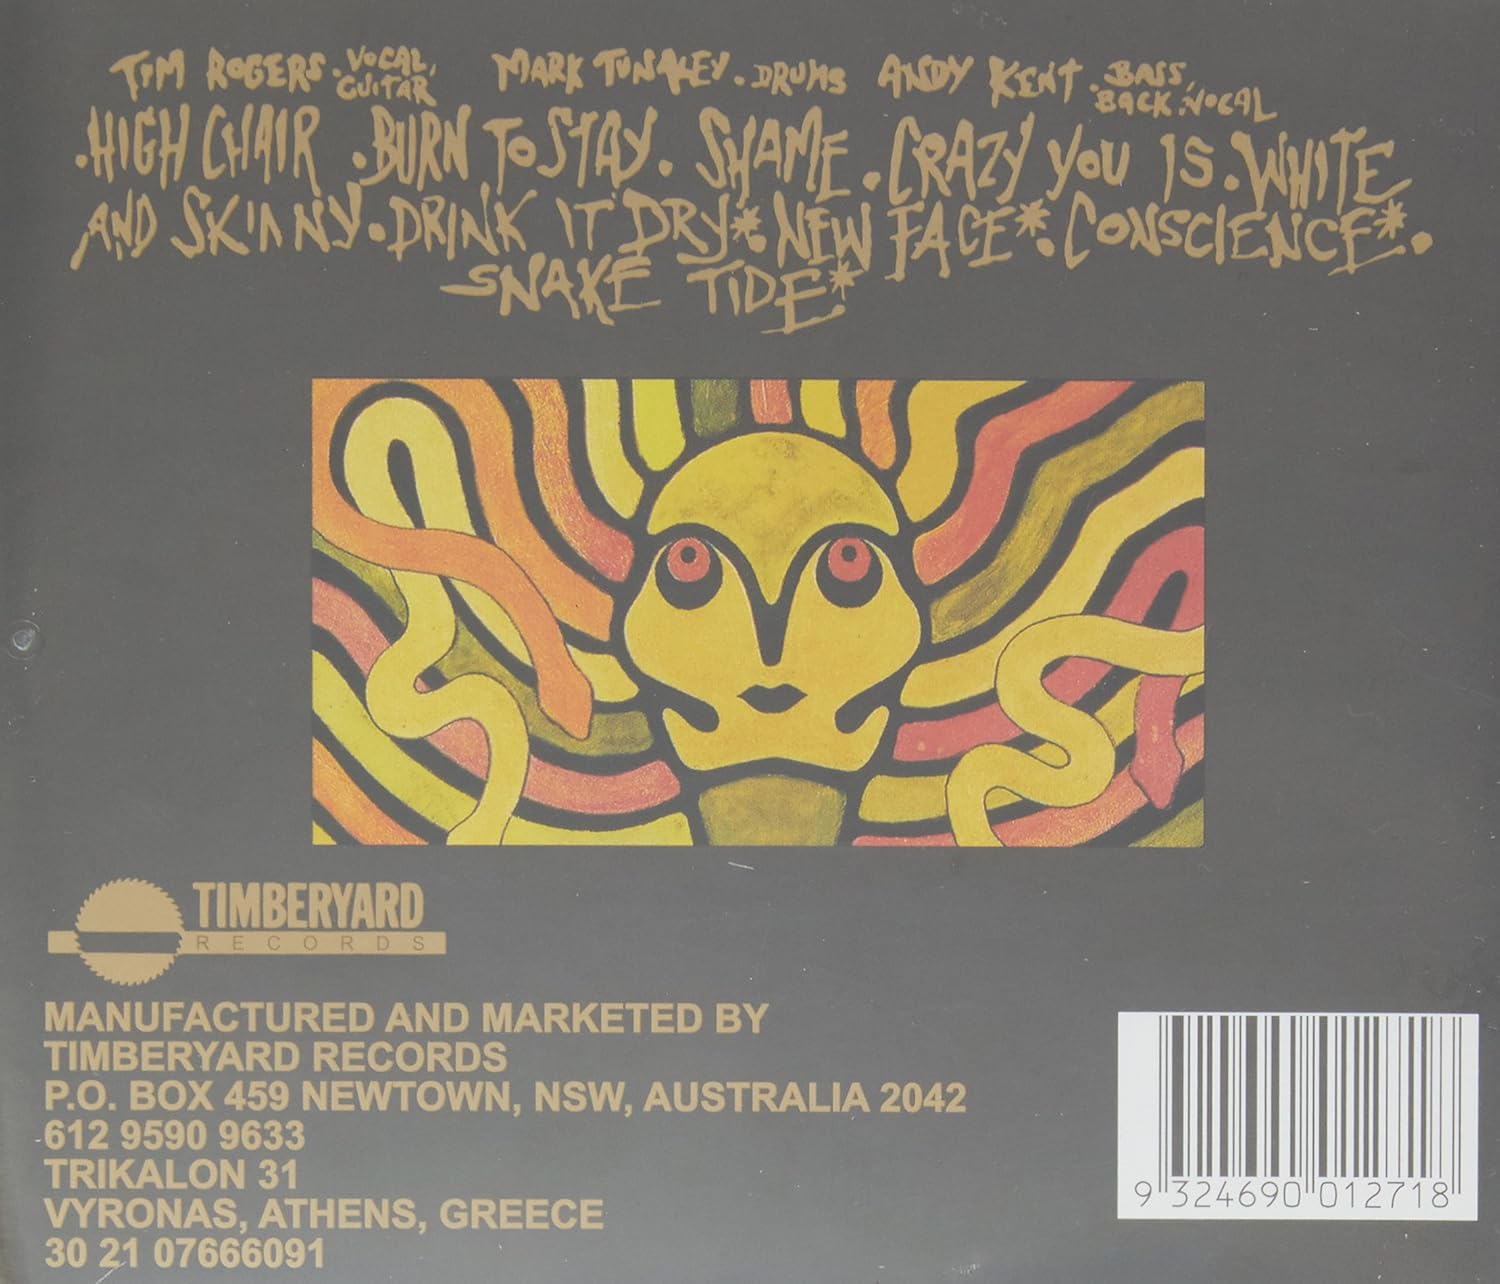 TIM ROGERS. VOCAL, GUITAR MARK TUNALEY. DRUMS ANDY KENT. BASS, BACK. VOCAL
.HIGH CHAIR .BURN TO STAY. SHAME. CRAZY YOU IS. WHITE
AND SKINNY. DRINK IT DRY*. NEW FACE*. CONSCIENCE*.
SNAKE TIDE*
TIMBERYARD
RECORDS
MANUFACTURED AND MARKETED BY
TIMBERYARD RECORDS
P.O. BOX 459 NEWTOWN, NSW, AUSTRALIA 2042
612 9590 9633
TRIKALON 31
VYRONAS, ATHENS, GREECE
30 21 07666091
9 324690 012718